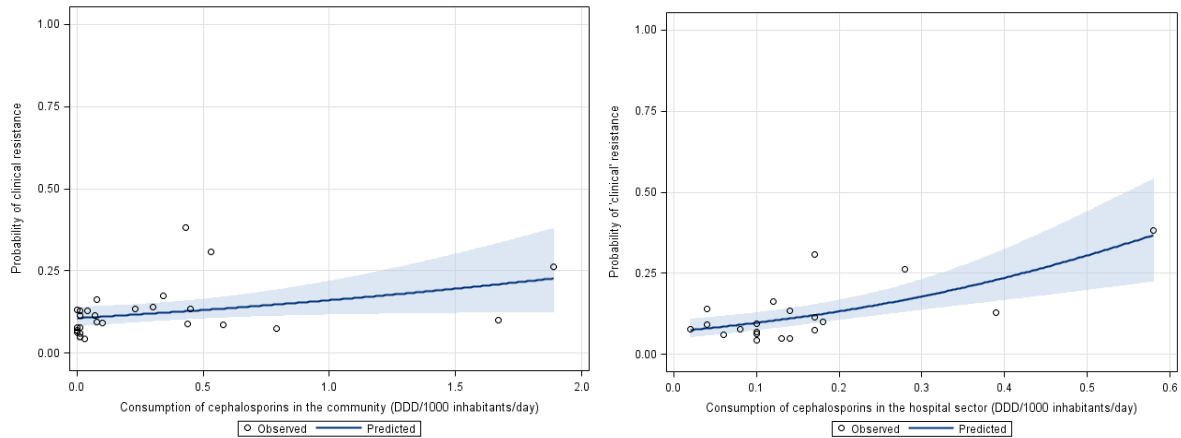 1.00
0.75
0.50
0.25
0.00
Probability of clinical resistance
0.0
0.5
1.0
1.5
2.0
Consumption of cephalosporins in the community (DDD/1000 inhabitants/day)
Observed
Predicted
1.00
0.75
0.50
0.25
0.00
Probability of 'clinical' resistance
0.0
0.1
0.2
0.3
0.4
0.5
0.6
Consumption of cephalosporins in the hospital sector (DDD/1000 inhabitants/day)
Observed
Predicted